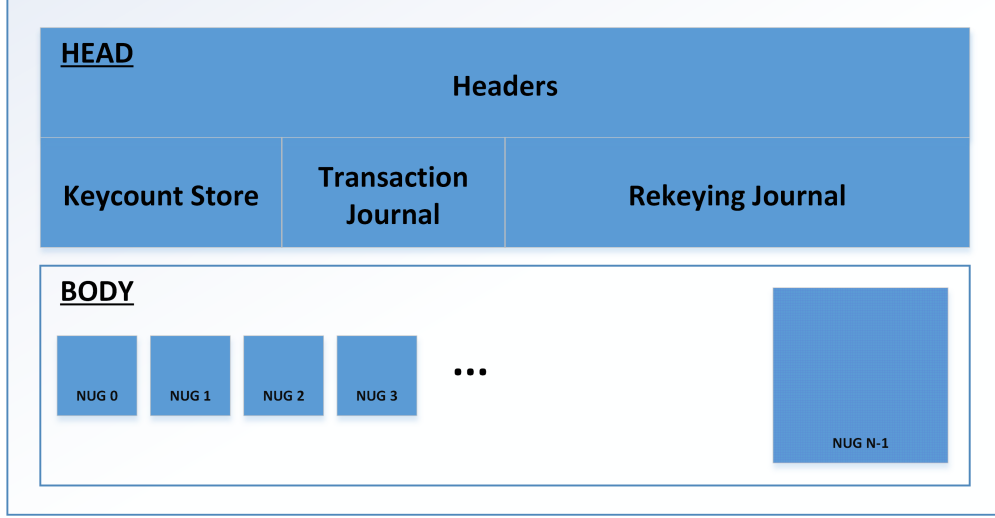 HEAD
Headers
Keycount Store
Transaction
Journal
Rekeying Journal
BODY
NUG 0
NUG 1
NUG 2
NUG 3
...
NUG N-1